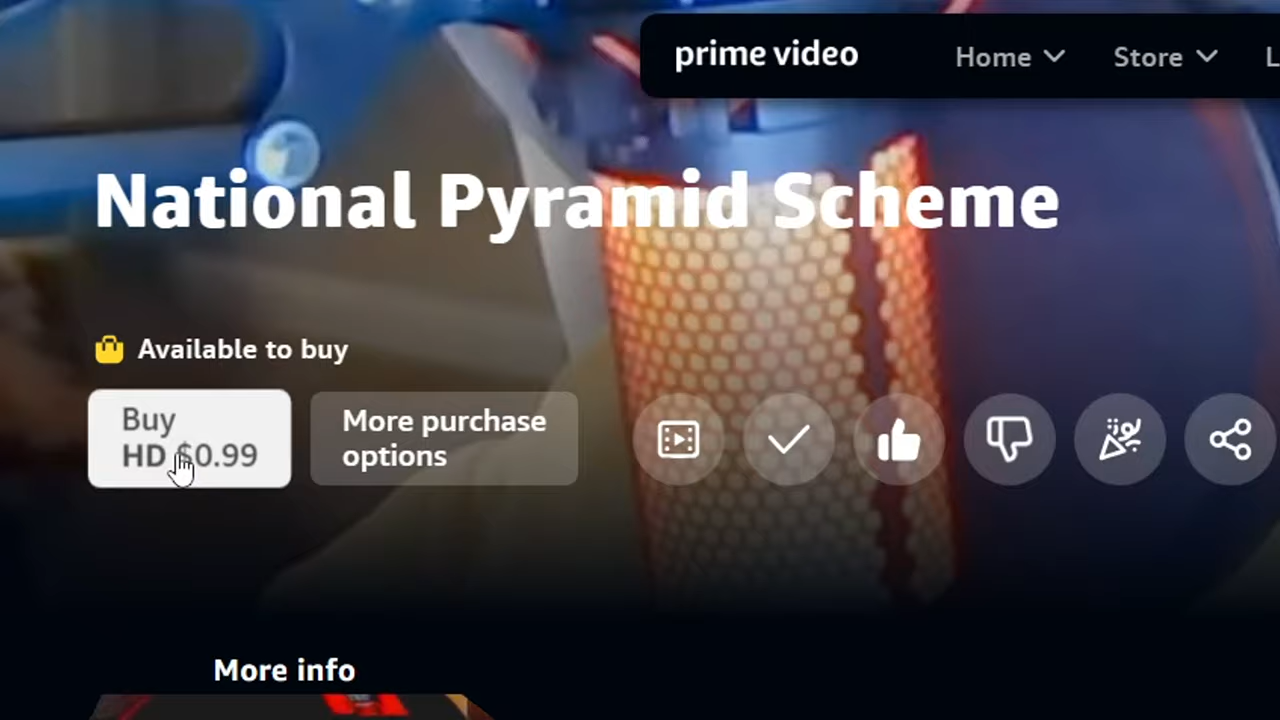 prime video
Home
Store
L
National Pyramid Scheme
Available to buy
Buy
HD $0.99
More purchase
options
More info